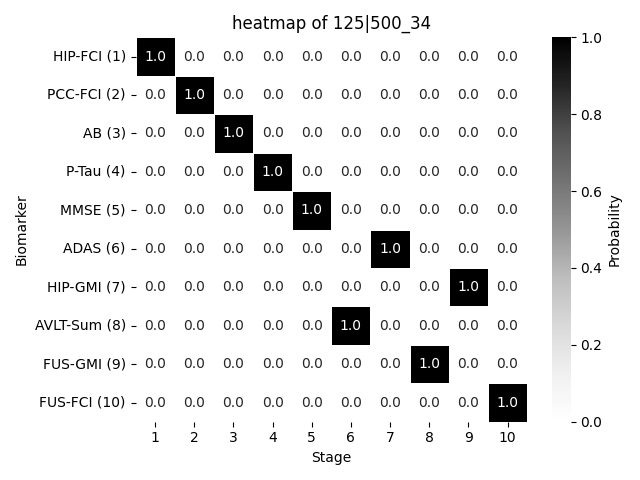 heatmap of 125|500_34
Biomarker
HIP-FCI (1) 1.0 0.0 0.0 0.0 0.0 0.0 0.0 0.0 0.0 0.0
PCC-FCI (2) 0.0 1.0 0.0 0.0 0.0 0.0 0.0 0.0 0.0 0.0
AB (3) 0.0 0.0 1.0 0.0 0.0 0.0 0.0 0.0 0.0 0.0
P-Tau (4) 0.0 0.0 0.0 1.0 0.0 0.0 0.0 0.0 0.0 0.0
MMSE (5) 0.0 0.0 0.0 0.0 1.0 0.0 0.0 0.0 0.0 0.0
ADAS (6) 0.0 0.0 0.0 0.0 0.0 0.0 1.0 0.0 0.0 0.0
HIP-GMI (7) 0.0 0.0 0.0 0.0 0.0 0.0 0.0 0.0 1.0 0.0
AVLT-Sum (8) 0.0 0.0 0.0 0.0 0.0 1.0 0.0 0.0 0.0 0.0
FUS-GMI (9) 0.0 0.0 0.0 0.0 0.0 0.0 0.0 1.0 0.0 0.0
FUS-FCI (10) 0.0 0.0 0.0 0.0 0.0 0.0 0.0 0.0 0.0 1.0
1 2 3 4 5 6 7 8 9 10
Stage
1.0
0.8
0.6
0.4
0.2
0.0
Probability